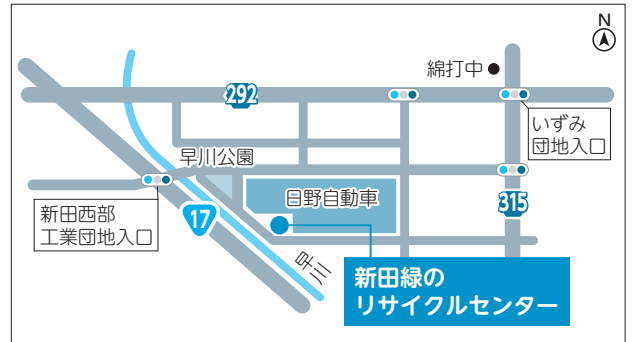 N
綿打中
292
いずみ
団地入口
早川公園
日野自動車
315
新田西部
工業団地入口
17
早川
新田緑の
リサイクルセンター